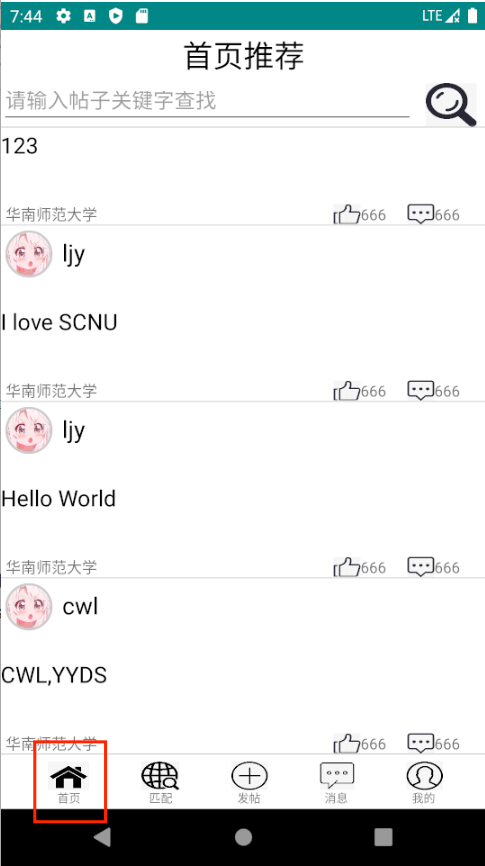 7:44 LTE
首页推荐
请输入帖子关键字查找
123
华南师范大学 666 666
ljy
I love SCNU
华南师范大学 666 666
ljy
Hello World
华南师范大学 666 666
cwl
CWL,YYDS
华南师范大学 666 666
首页 匹配 发帖 消息 我的